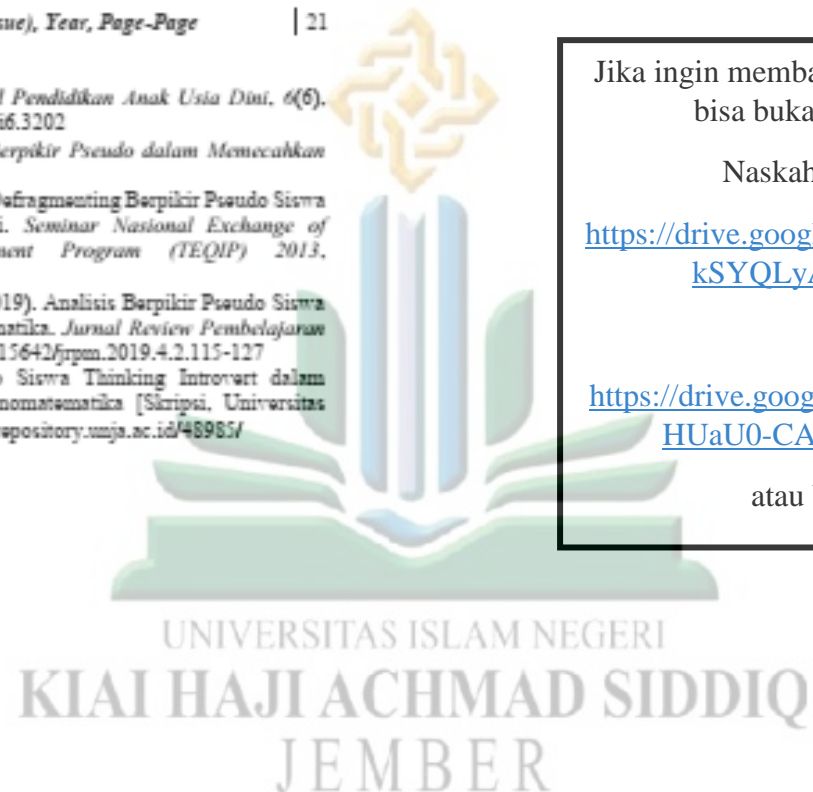 sue), Year, Page-Page | 21
l Pendidikan Anak Usia Dini, 6(6),
i6.3202
erpikir Pseudo dalam Memecahkan
Defragmenting Berpikir Pseudo Siswa
i. Seminar Nasional Exchange of
ment Program (TEQIP) 2013,
019). Analisis Berpikir Pseudo Siswa
matika. Jurnal Review Pembelajaran
15642/jrpm.2019.4.2.115-127
o Siswa Thinking Introvert dalam
nomatematika [Skripsi, Universitas
epository.unja.ac.id/48985/
Jika ingin memba
bisa buka
Naskah
https://drive.goog
kSYQLyA
https://drive.goog
HUaU0-CA
atau
UNIVERSITAS ISLAM NEGERI
KIAI HAJI ACHMAD SIDDIQ
JEMBER